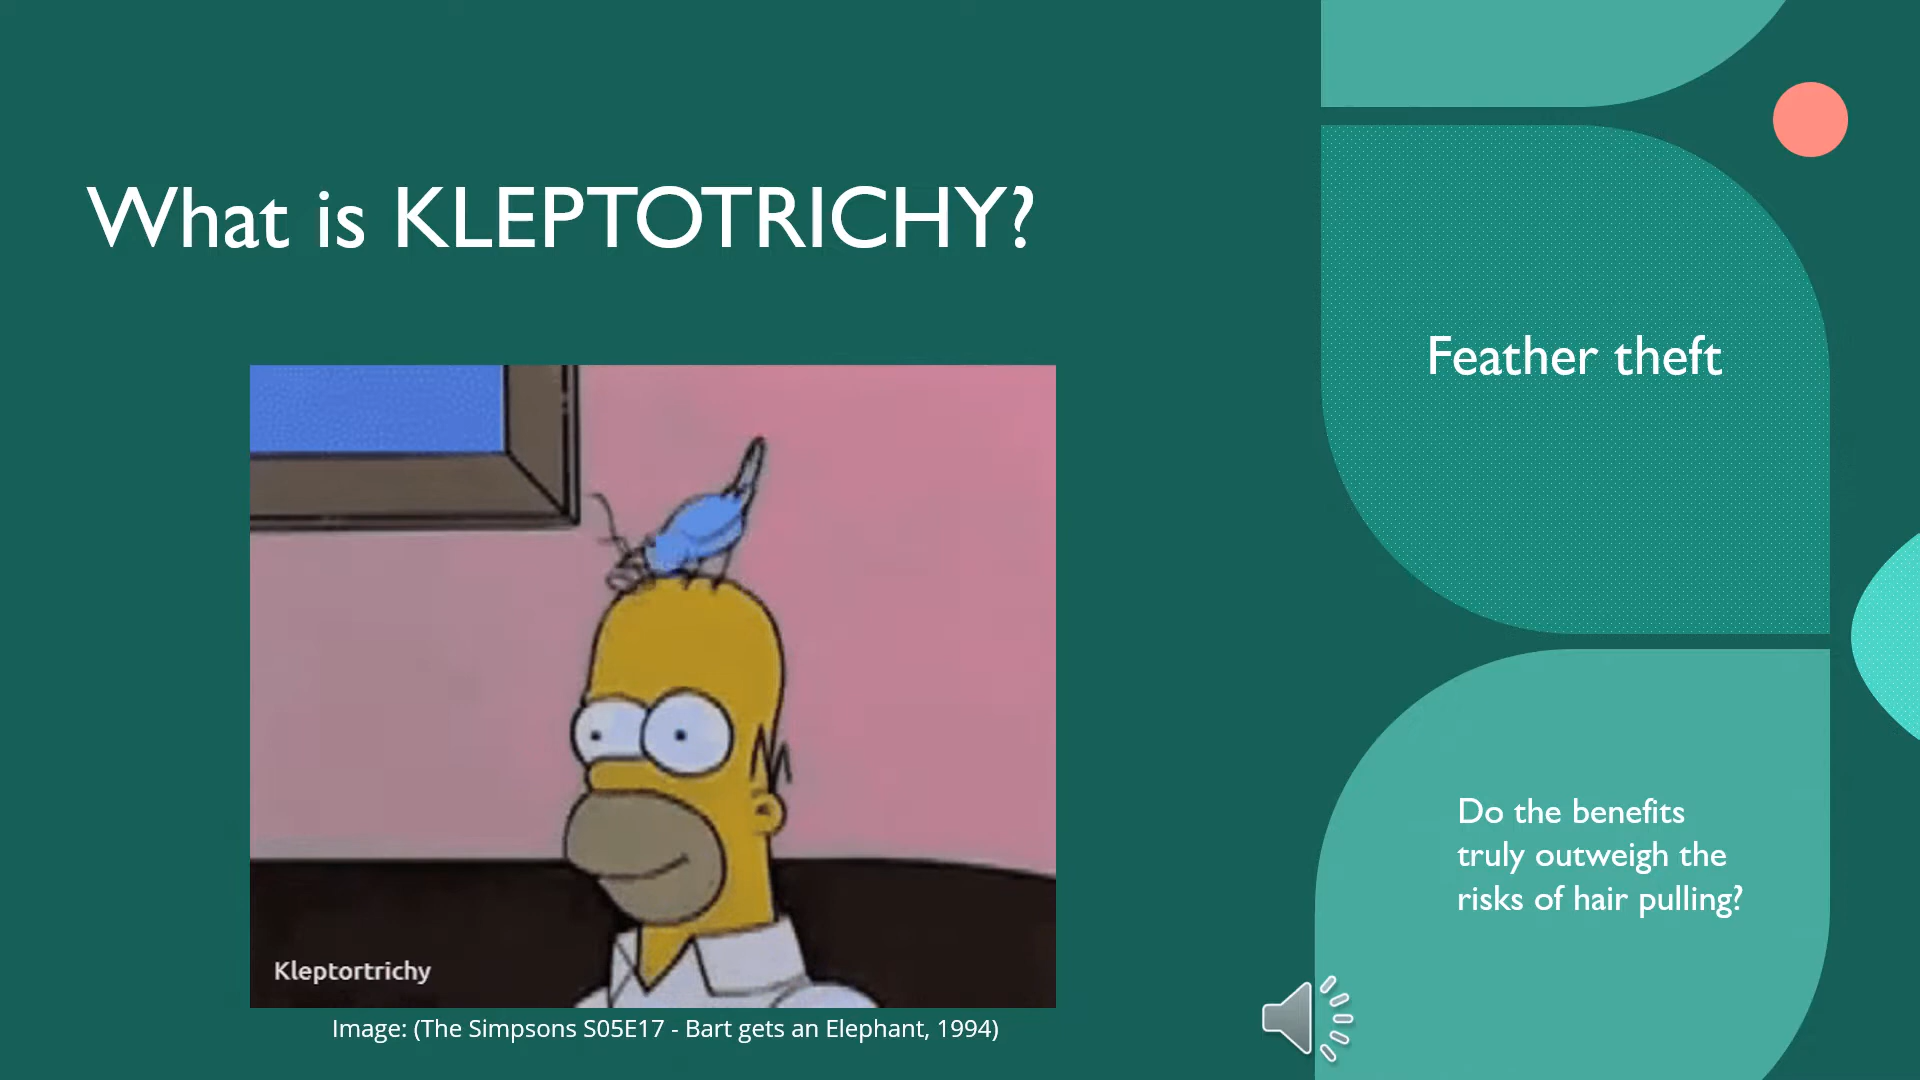 What is KLEPTOTRICHY?
Kleptortrichy
Image: (The Simpsons S05E17 - Bart gets an Elephant, 1994)
Feather theft
Do the benefits
truly outweigh the
risks of hair pulling?